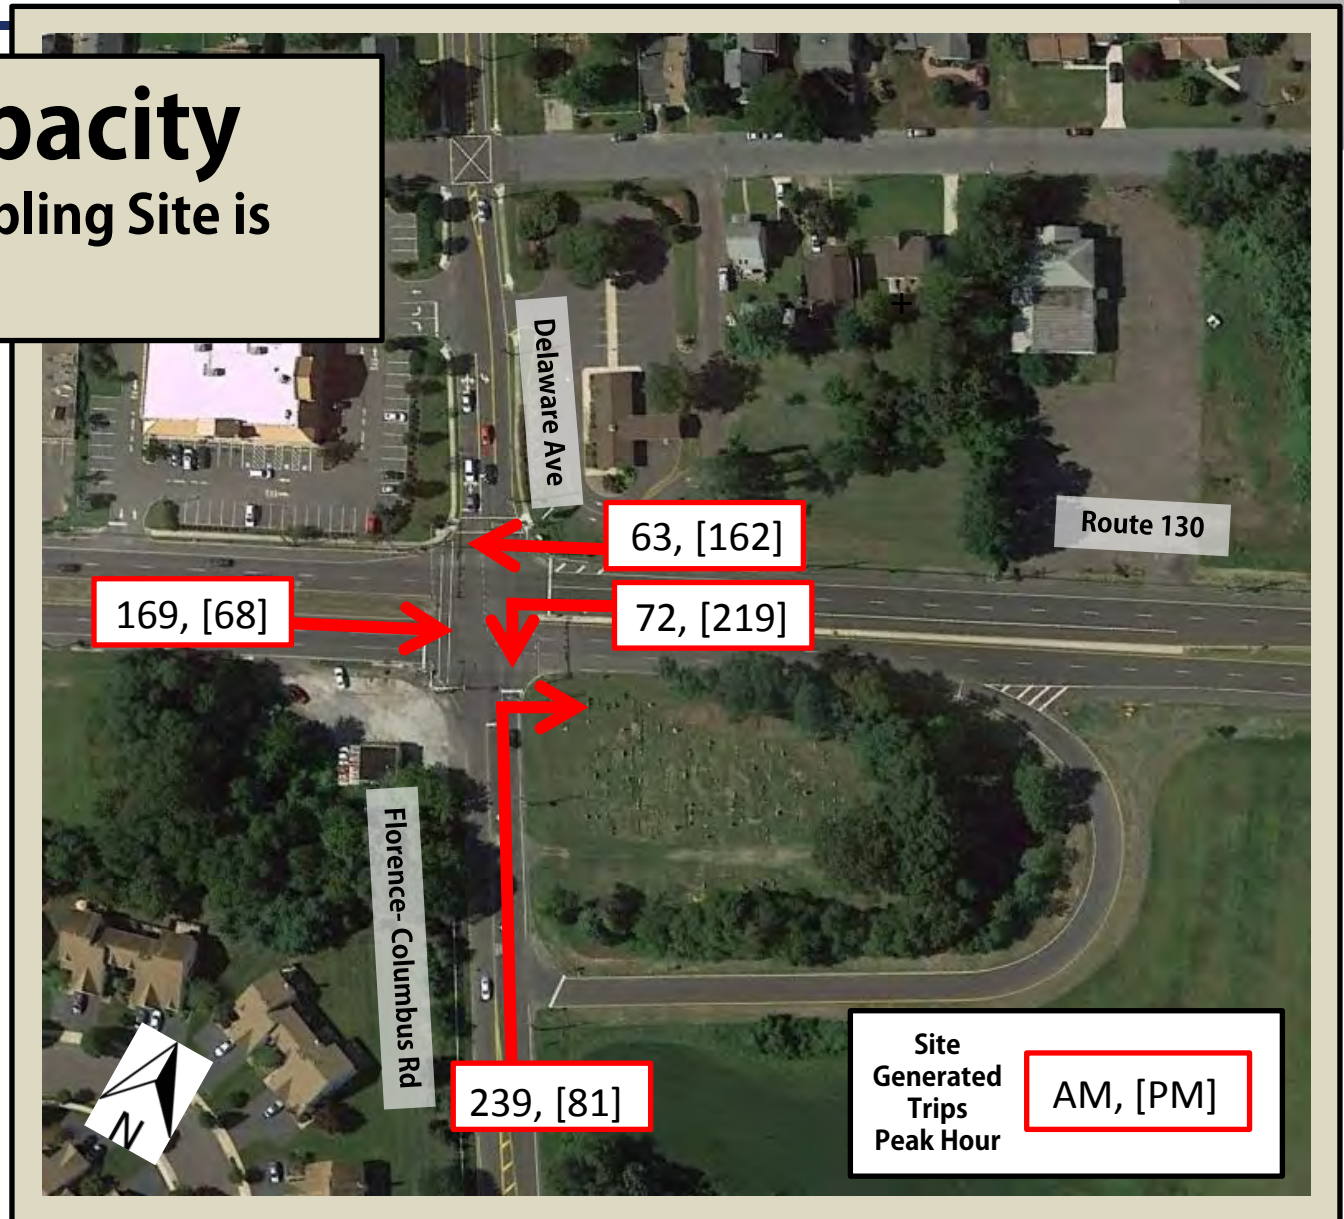 pacity
bling Site is
Delaware Ave
63, [162]
Route 130
169, [68]
72, [219]
Florence- Columbus Rd
239, [81]
N
Site
Generated
Trips
Peak Hour
AM, [PM]